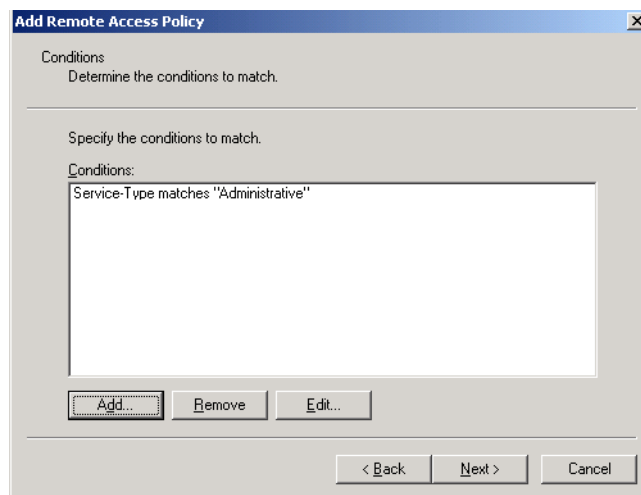 Add Remote Access Policy
Conditions
Determine the conditions to match.
Specify the conditions to match.
Conditions:
Service-Type matches "Administrative"
Add...
Remove
Edit...
< Back
Next >
Cancel